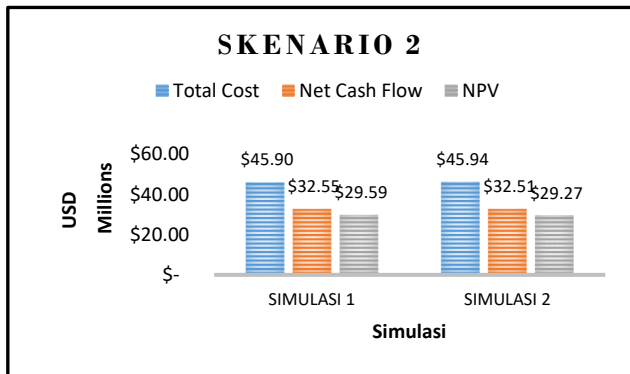 SKENARIO 2
Total Cost Net Cash Flow NPV
USD
Millions
$60.00
$40.00
$20.00
$-
$45.90
$32.55
$29.59
$45.94
$32.51
$29.27
SIMULASI 1
SIMULASI 2
Simulasi